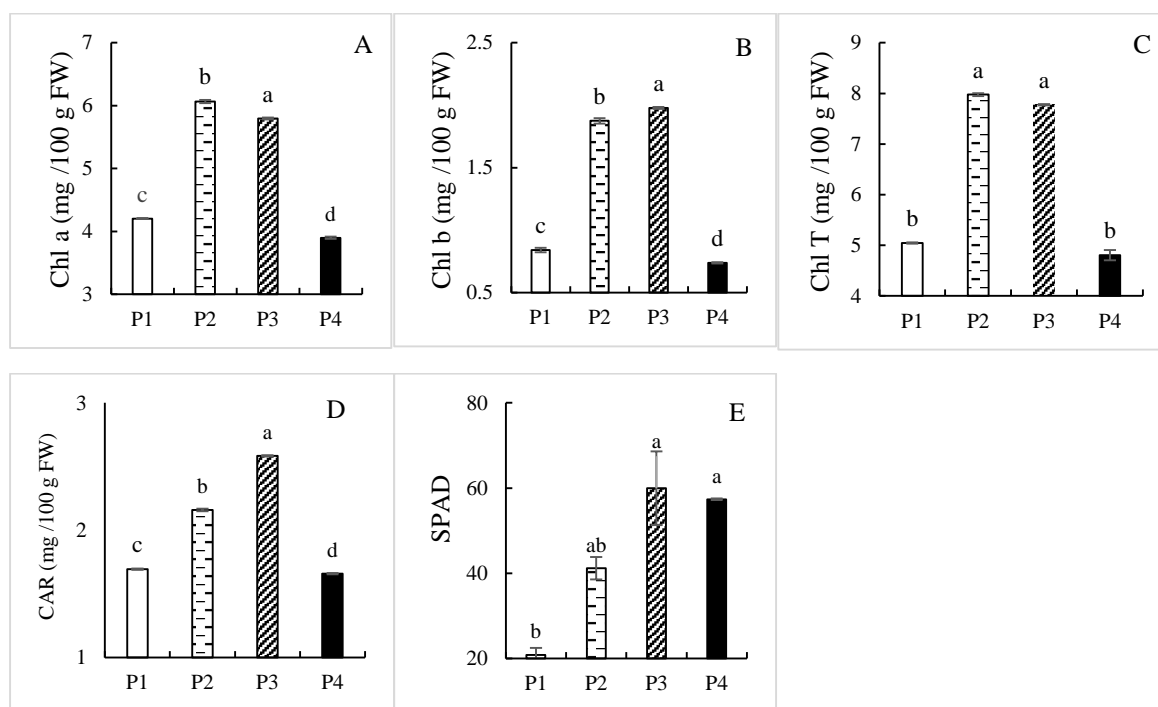 A
Chl a (mg /100 g FW)
7
6
5
4
3
c
b
a
d
P1 P2 P3 P4
B
Chl b (mg /100 g FW)
2.5
1.5
0.5
c
b
a
d
P1 P2 P3 P4
C
Chl T (mg /100 g FW)
9
8
7
6
5
4
b
a
a
b
P1 P2 P3 P4
D
CAR (mg /100 g FW)
3
2
1
c
b
a
d
P1 P2 P3 P4
E
SPAD
80
60
40
20
b
ab
a
a
P1 P2 P3 P4